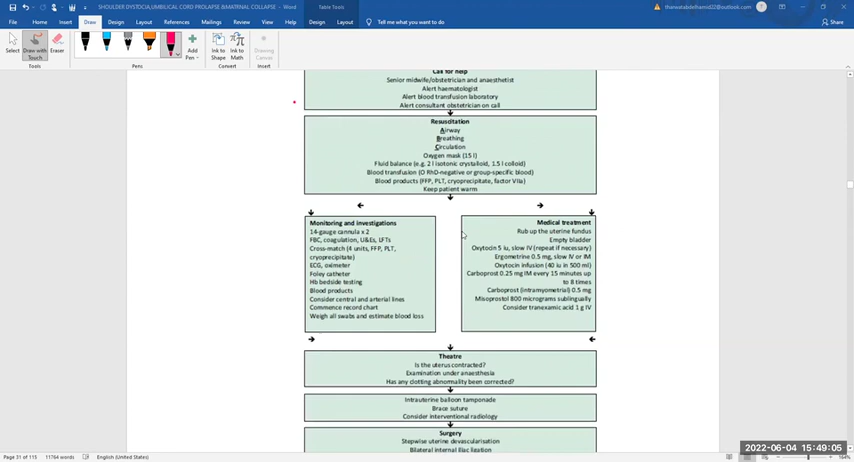 SHOULDER DYSTOCIA,UMBILICAL CORD PROLAPSE.&MATENAL COLLAPSE - Word
Table Tools
tharwatabdelhamid22@outlook.com
File Home Insert Draw Design Layout References Mailings Review View Help Design Layout Tell me what you want to do Share
Select
Draw with Touch
Eraser
Add Pen
Ink to Shape
Ink to Math
Drawing Canvas
Tools
Pens
Convert
Insert
Call for help
Senior midwife/obstetrician and anaesthetist
Alert haematologist
Alert blood transfusion laboratory
Alert consultant obstetrician on call
Resuscitation
Airway
Breathing
Circulation
Oxygen mask (15 l)
Fluid balance (e.g. 2 l isotonic crystalloid, 1.5 l colloid)
Blood transfusion (O RhD-negative or group-specific blood)
Blood products (FFP, PLT, cryoprecipitate, factor VIIa)
Keep patient warm
Monitoring and investigations
14-gauge cannula x 2
FBC, coagulation, U&Es, LFTs
Cross-match (4 units, FFP, PLT,
cryoprecipitate)
ECG, oximeter
Foley catheter
Hb bedside testing
Blood products
Consider central and arterial lines
Commence record chart
Weigh all swabs and estimate blood loss
Medical treatment
Rub up the uterine fundus
Empty bladder
Oxytocin 5 iu, slow IV (repeat if necessary)
Ergometrine 0.5 mg, slow IV or IM
Oxytocin infusion (40 iu in 500 ml)
Carboprost 0.25 mg IM every 15 minutes up
to 8 times
Carboprost (intramyometrial) 0.5 mg
Misoprostol 800 micrograms sublingually
Consider tranexamic acid 1 g IV
Theatre
Is the uterus contracted?
Examination under anaesthesia
Has any clotting abnormality been corrected?
Intrauterine balloon tamponade
Brace suture
Consider interventional radiology
Surgery
Stepwise uterine devascularisation
Bilateral internal iliac ligation
2022-06-04 15:49:05
Page 31 of 115 11764 words English (United States)